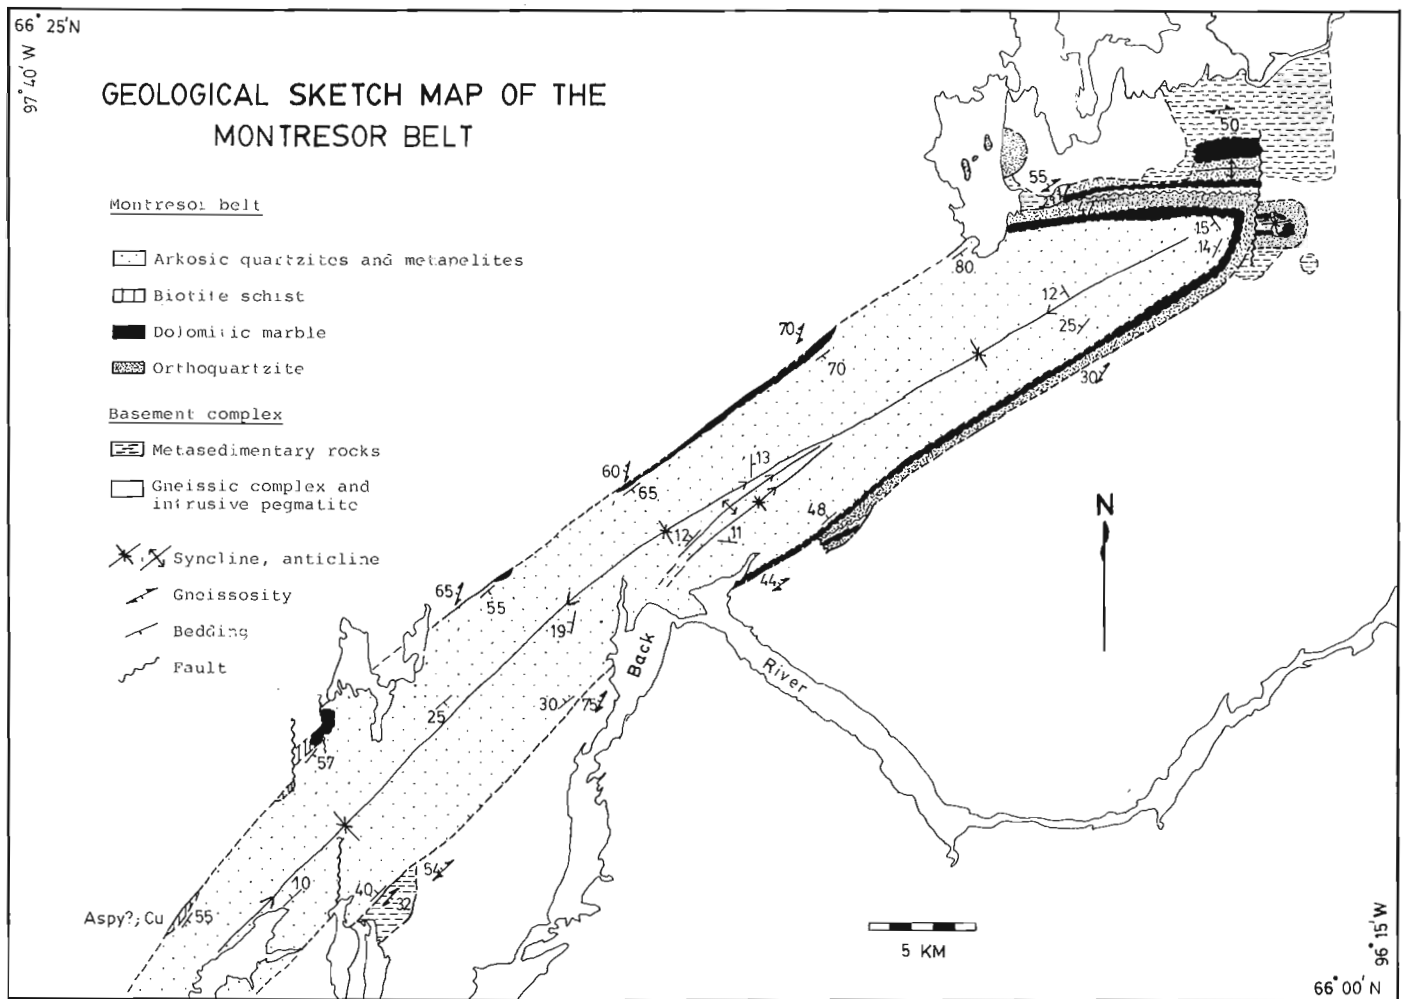 66° 25'N
97° 40' W
GEOLOGICAL SKETCH MAP OF THE
MONTRESOR BELT
Montresor belt
Arkosic quartzites and metapelites
Biotite schist
Dolomitic marble
Orthoquartzite
Basement complex
Metasedimentary rocks
Gneissic complex and
intrusive pegmatite
Syncline, anticline
Gneissosity
Bedding
Fault
50
55
47
15
14
80
12
25
70
70
30
13
60
65
48
12
11
65
55
44
19
Back
River
30
75
25
57
54
10
40
32
Aspy?; Cu
55
N
5 KM
96° 15' W
66° 00' N